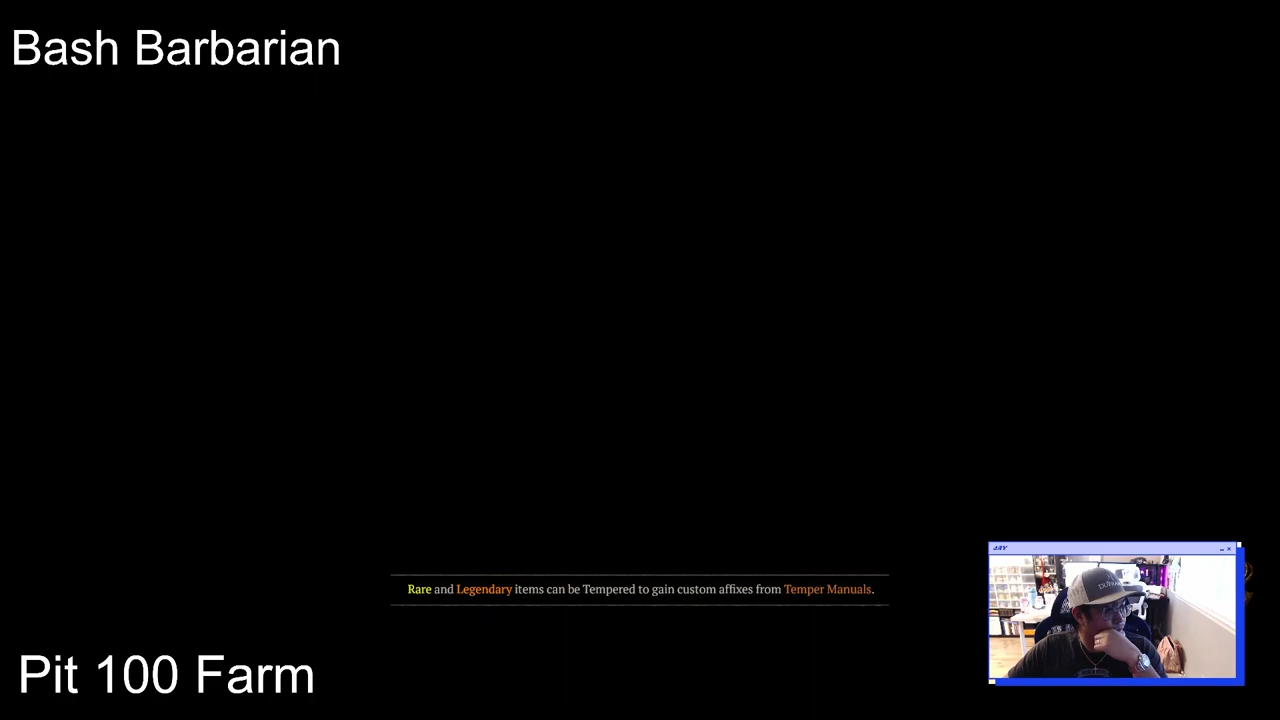 Bash Barbarian
Rare and Legendary items can be Tempered to gain custom affixes from Temper Manuals.
JAY
Pit 100 Farm